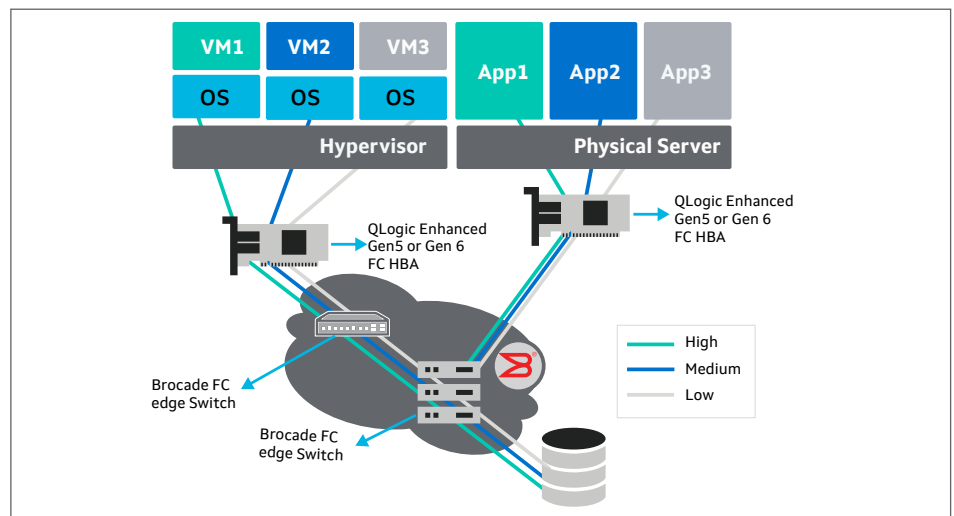 VM1
VM2
VM3
App1
App2
App3
OS
OS
OS
Hypervisor
Physical Server
QLogic Enhanced
Gen5 or Gen 6
FC HBA
QLogic Enhanced
Gen5 or Gen 6
FC HBA
High
Medium
Low
Brocade FC
edge Switch
Brocade FC
edge Switch